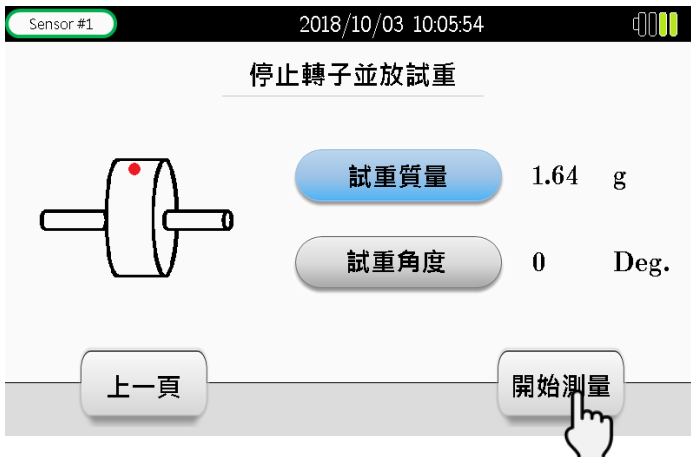 Sensor #1 2018/10/03 10:05:54
停止轉子並放試重
試重質量 1.64 g
試重角度 0 Deg.
上一頁 開始測量